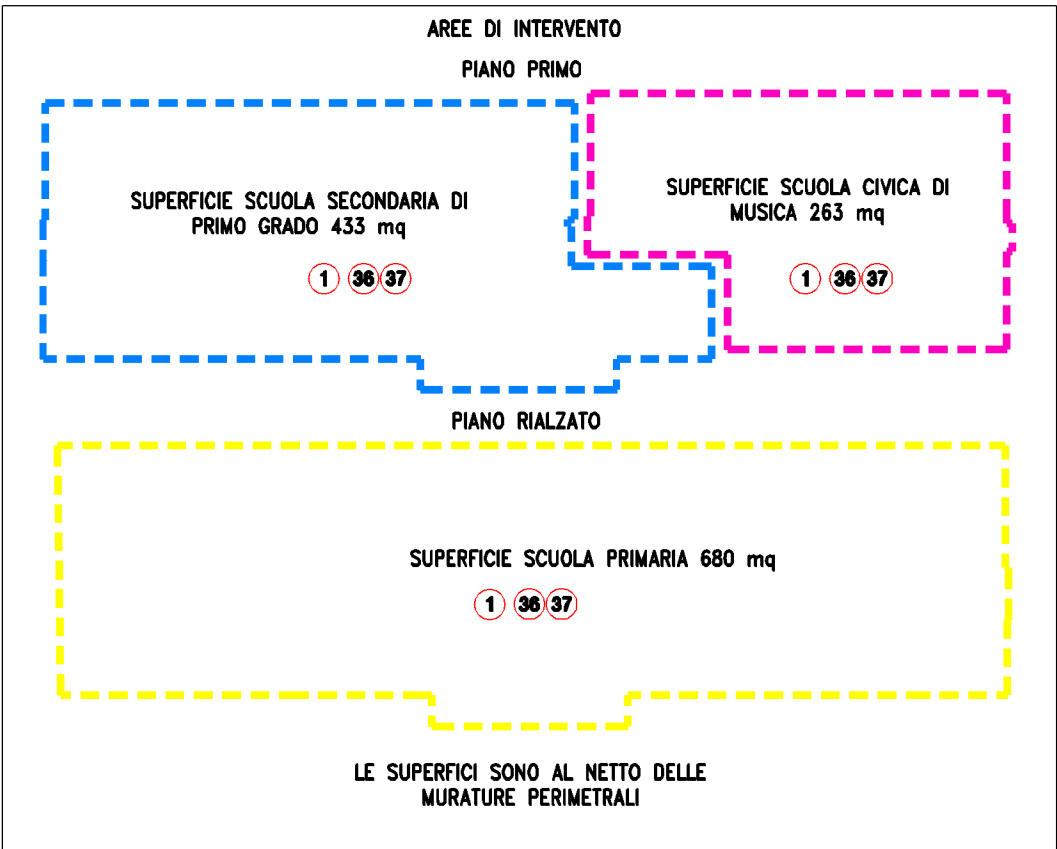 AREE DI INTERVENTO
PIANO PRIMO
SUPERFICIE SCUOLA SECONDARIA DI
PRIMO GRADO 433 mq
1 36 37
SUPERFICIE SCUOLA CIVICA DI
MUSICA 263 mq
1 36 37
PIANO RIALZATO
SUPERFICIE SCUOLA PRIMARIA 680 mq
1 36 37
LE SUPERFICI SONO AL NETTO DELLE
MURATURE PERIMETRALI